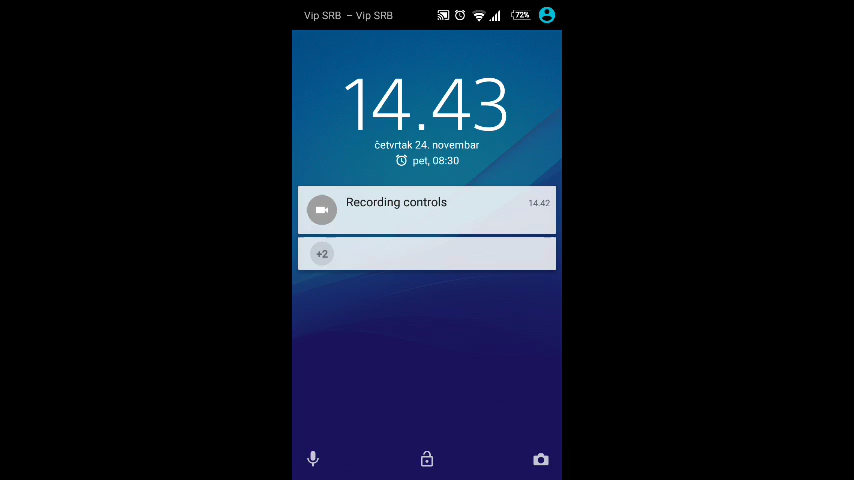 Vip SRB – Vip SRB 72%
14.43
četvrtak 24. novembar
pet, 08:30
Recording controls 14.42
+2